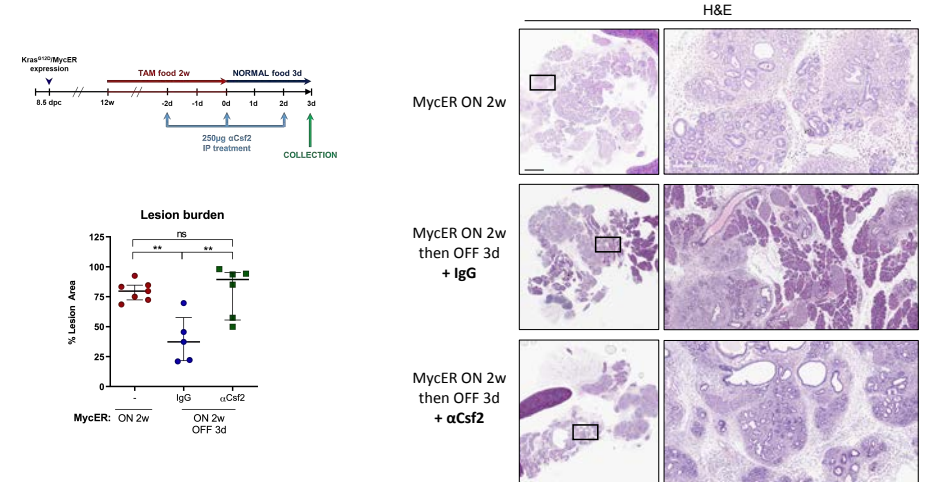 H&E
Kras^G12D/MycER
expression
TAM food 2w
NORMAL food 3d
8.5 dpc
12w
-2d
-1d
0d
1d
2d
3d
250µg αCsf2
IP treatment
COLLECTION
MycER ON 2w
MycER ON 2w
then OFF 3d
+ IgG
MycER ON 2w
then OFF 3d
+ αCsf2
Lesion burden
ns
**
**
125
100
75
50
25
0
% Lesion Area
-
IgG
αCsf2
MycER:
ON 2w
ON 2w
OFF 3d